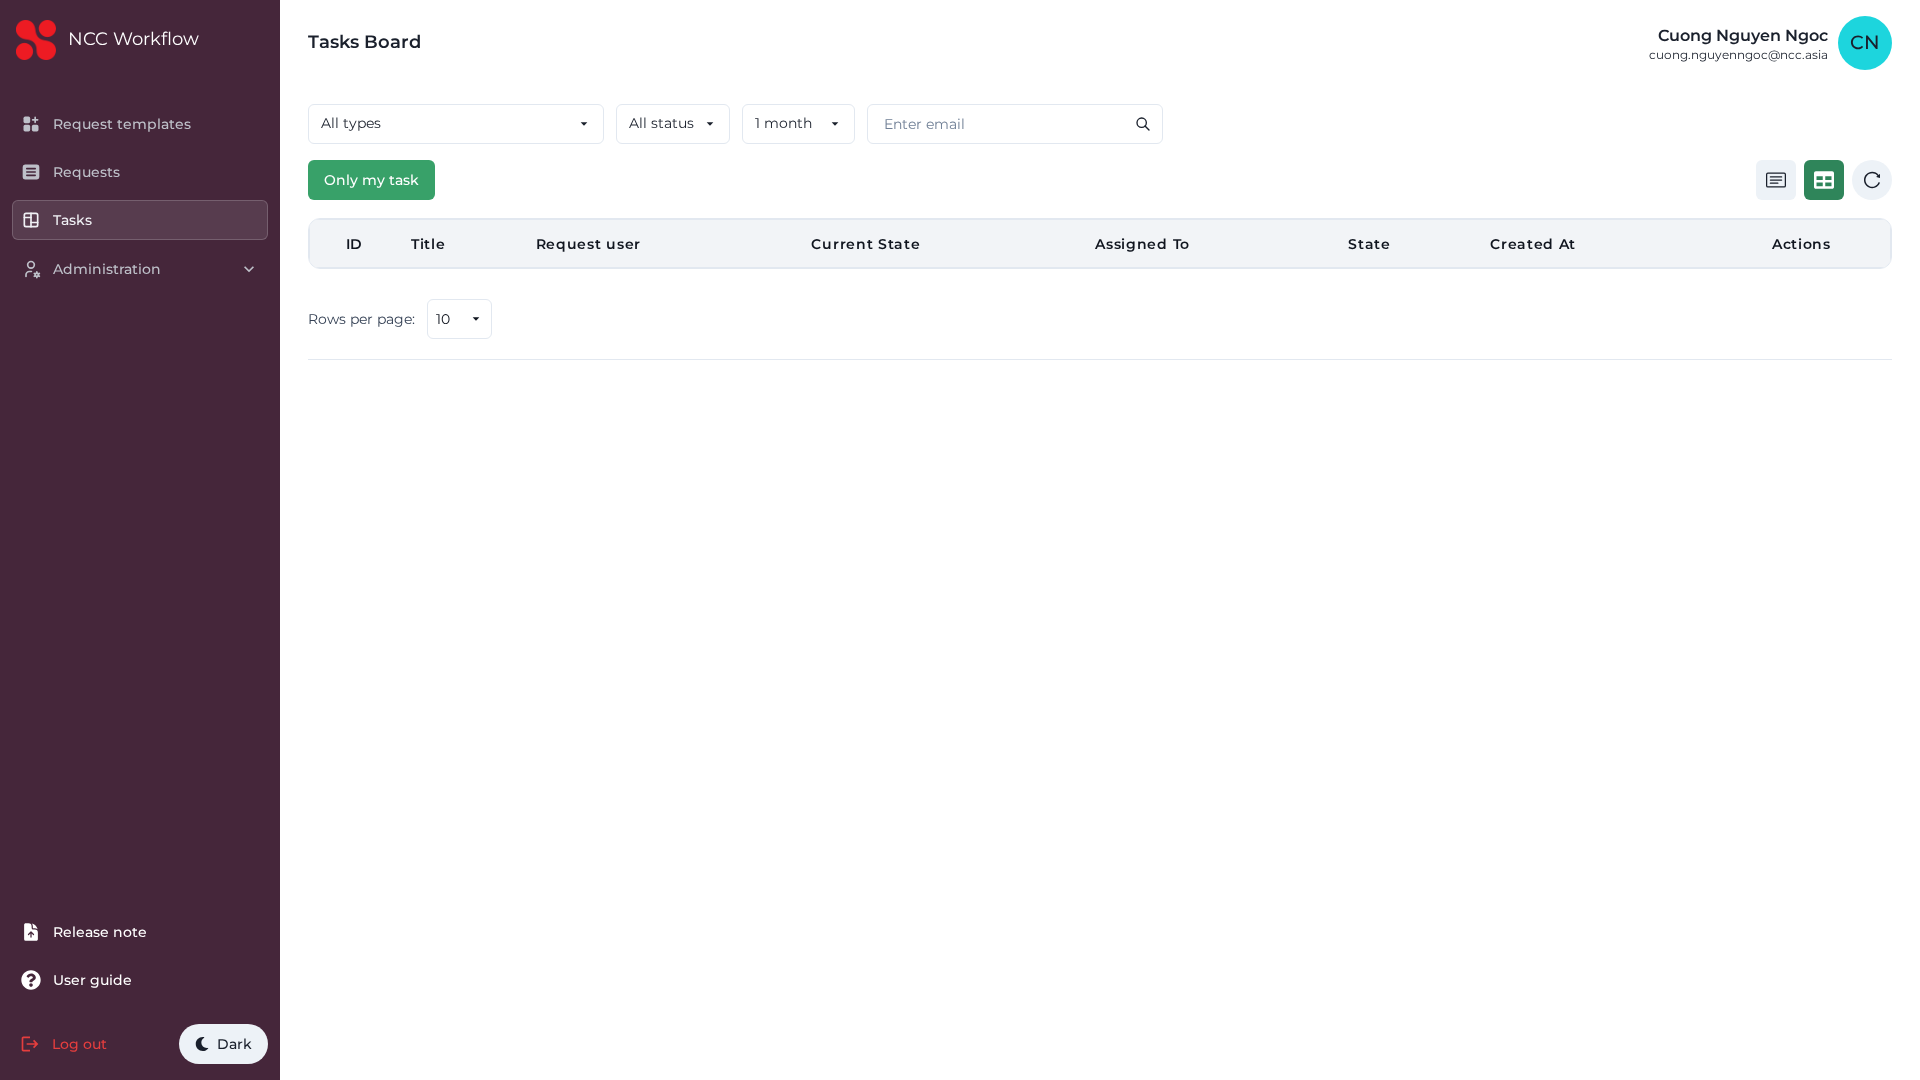 NCC Workflow
Request templates
Requests
Tasks
Administration
Release note
User guide
Log out
Dark
Tasks Board
Cuong Nguyen Ngoc
cuong.nguyenngoc@ncc.asia
CN
All types
All status
1 month
Enter email
Only my task
ID Title Request user Current State Assigned To State Created At Actions
Rows per page: 10